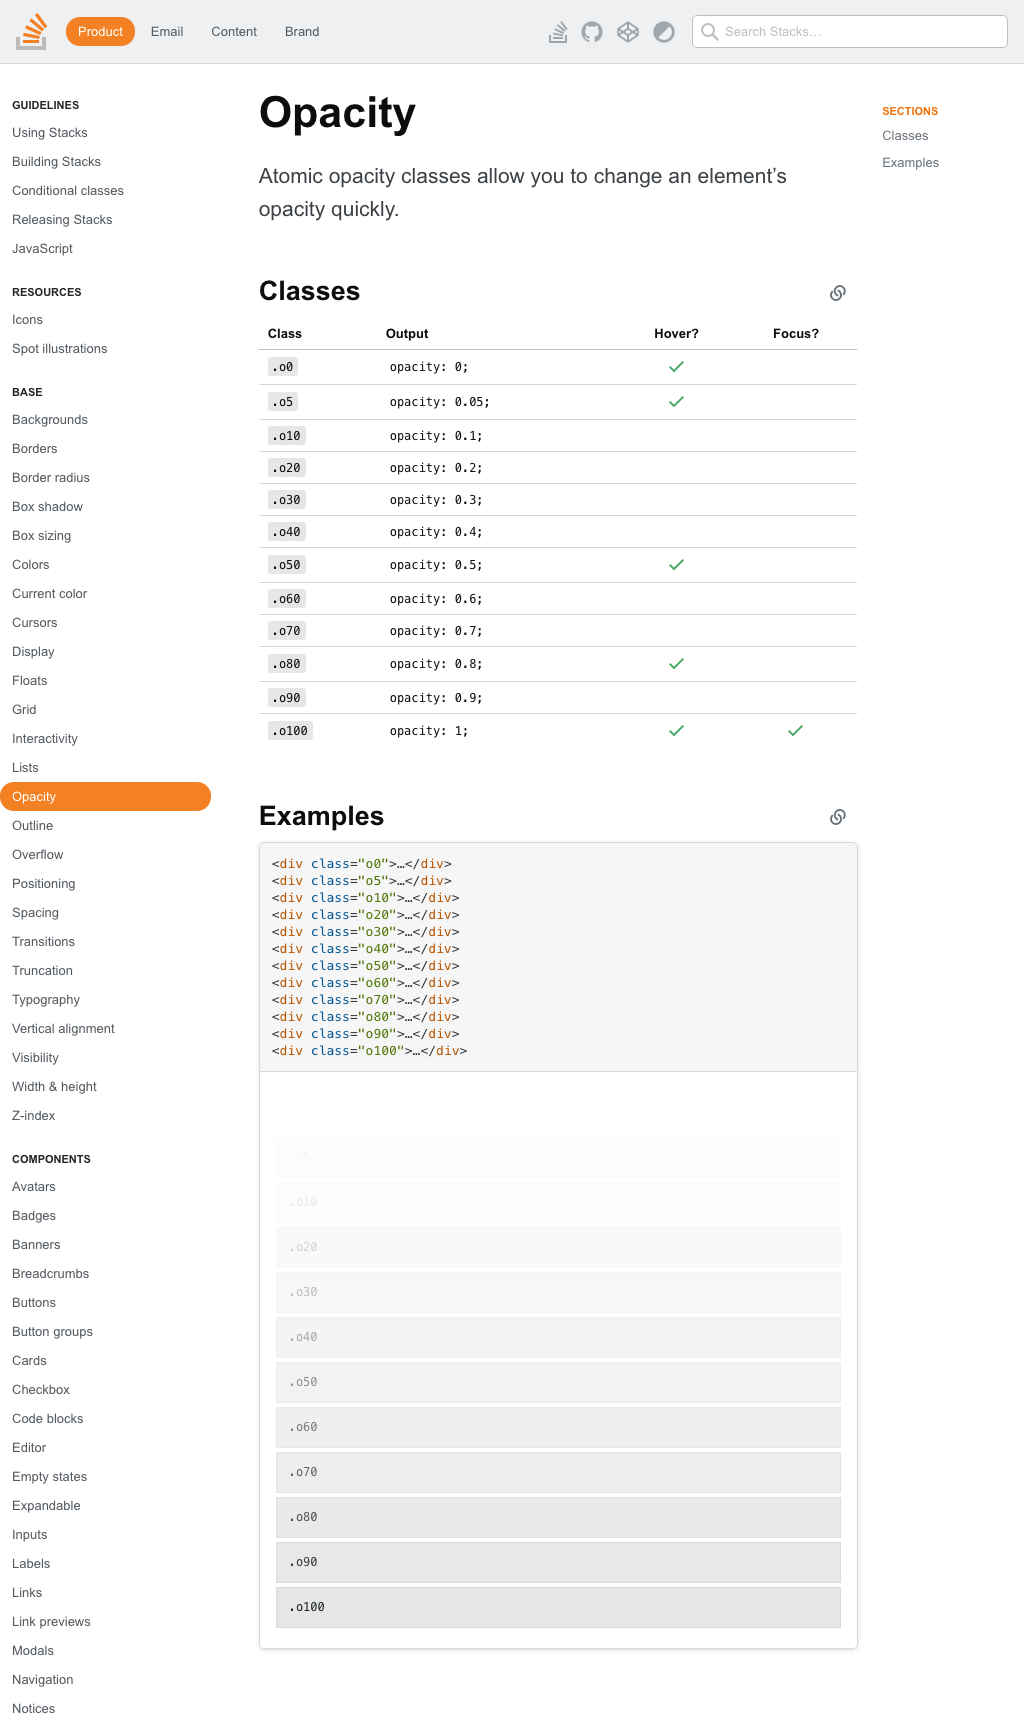 Product Email Content Brand Search Stacks...
GUIDELINES
Using Stacks
Building Stacks
Conditional classes
Releasing Stacks
JavaScript
RESOURCES
Icons
Spot illustrations
BASE
Backgrounds
Borders
Border radius
Box shadow
Box sizing
Colors
Current color
Cursors
Display
Floats
Grid
Interactivity
Lists
Opacity
Outline
Overflow
Positioning
Spacing
Transitions
Truncation
Typography
Vertical alignment
Visibility
Width & height
Z-index
COMPONENTS
Avatars
Badges
Banners
Breadcrumbs
Buttons
Button groups
Cards
Checkbox
Code blocks
Editor
Empty states
Expandable
Inputs
Labels
Links
Link previews
Modals
Navigation
Notices
Opacity
Atomic opacity classes allow you to change an element’s
opacity quickly.
Classes
Class Output Hover? Focus?
.o0 opacity: 0;
.o5 opacity: 0.05;
.o10 opacity: 0.1;
.o20 opacity: 0.2;
.o30 opacity: 0.3;
.o40 opacity: 0.4;
.o50 opacity: 0.5;
.o60 opacity: 0.6;
.o70 opacity: 0.7;
.o80 opacity: 0.8;
.o90 opacity: 0.9;
.o100 opacity: 1;
Examples
<div class="o0">…</div>
<div class="o5">…</div>
<div class="o10">…</div>
<div class="o20">…</div>
<div class="o30">…</div>
<div class="o40">…</div>
<div class="o50">…</div>
<div class="o60">…</div>
<div class="o70">…</div>
<div class="o80">…</div>
<div class="o90">…</div>
<div class="o100">…</div>
.o5
.o10
.o20
.o30
.o40
.o50
.o60
.o70
.o80
.o90
.o100
SECTIONS
Classes
Examples